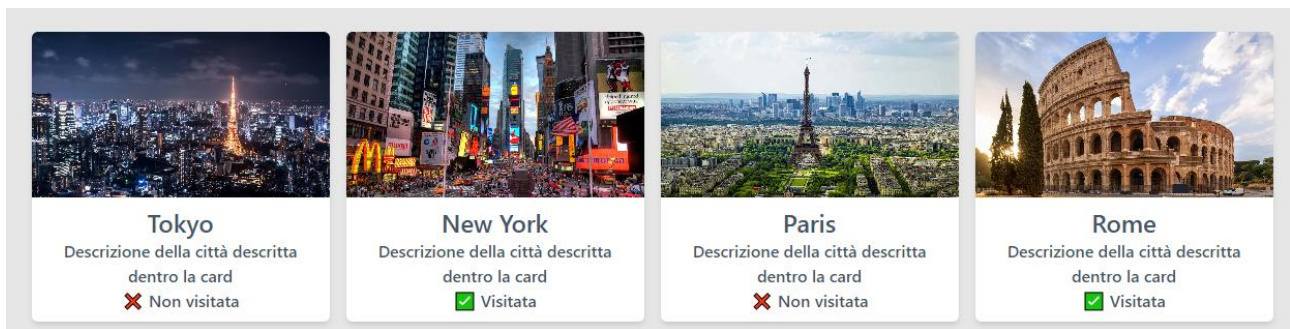 Tokyo
Descrizione della città descritta
dentro la card
❌ Non visitata
New York
Descrizione della città descritta
dentro la card
✅ Visitata
Paris
Descrizione della città descritta
dentro la card
❌ Non visitata
Rome
Descrizione della città descritta
dentro la card
✅ Visitata